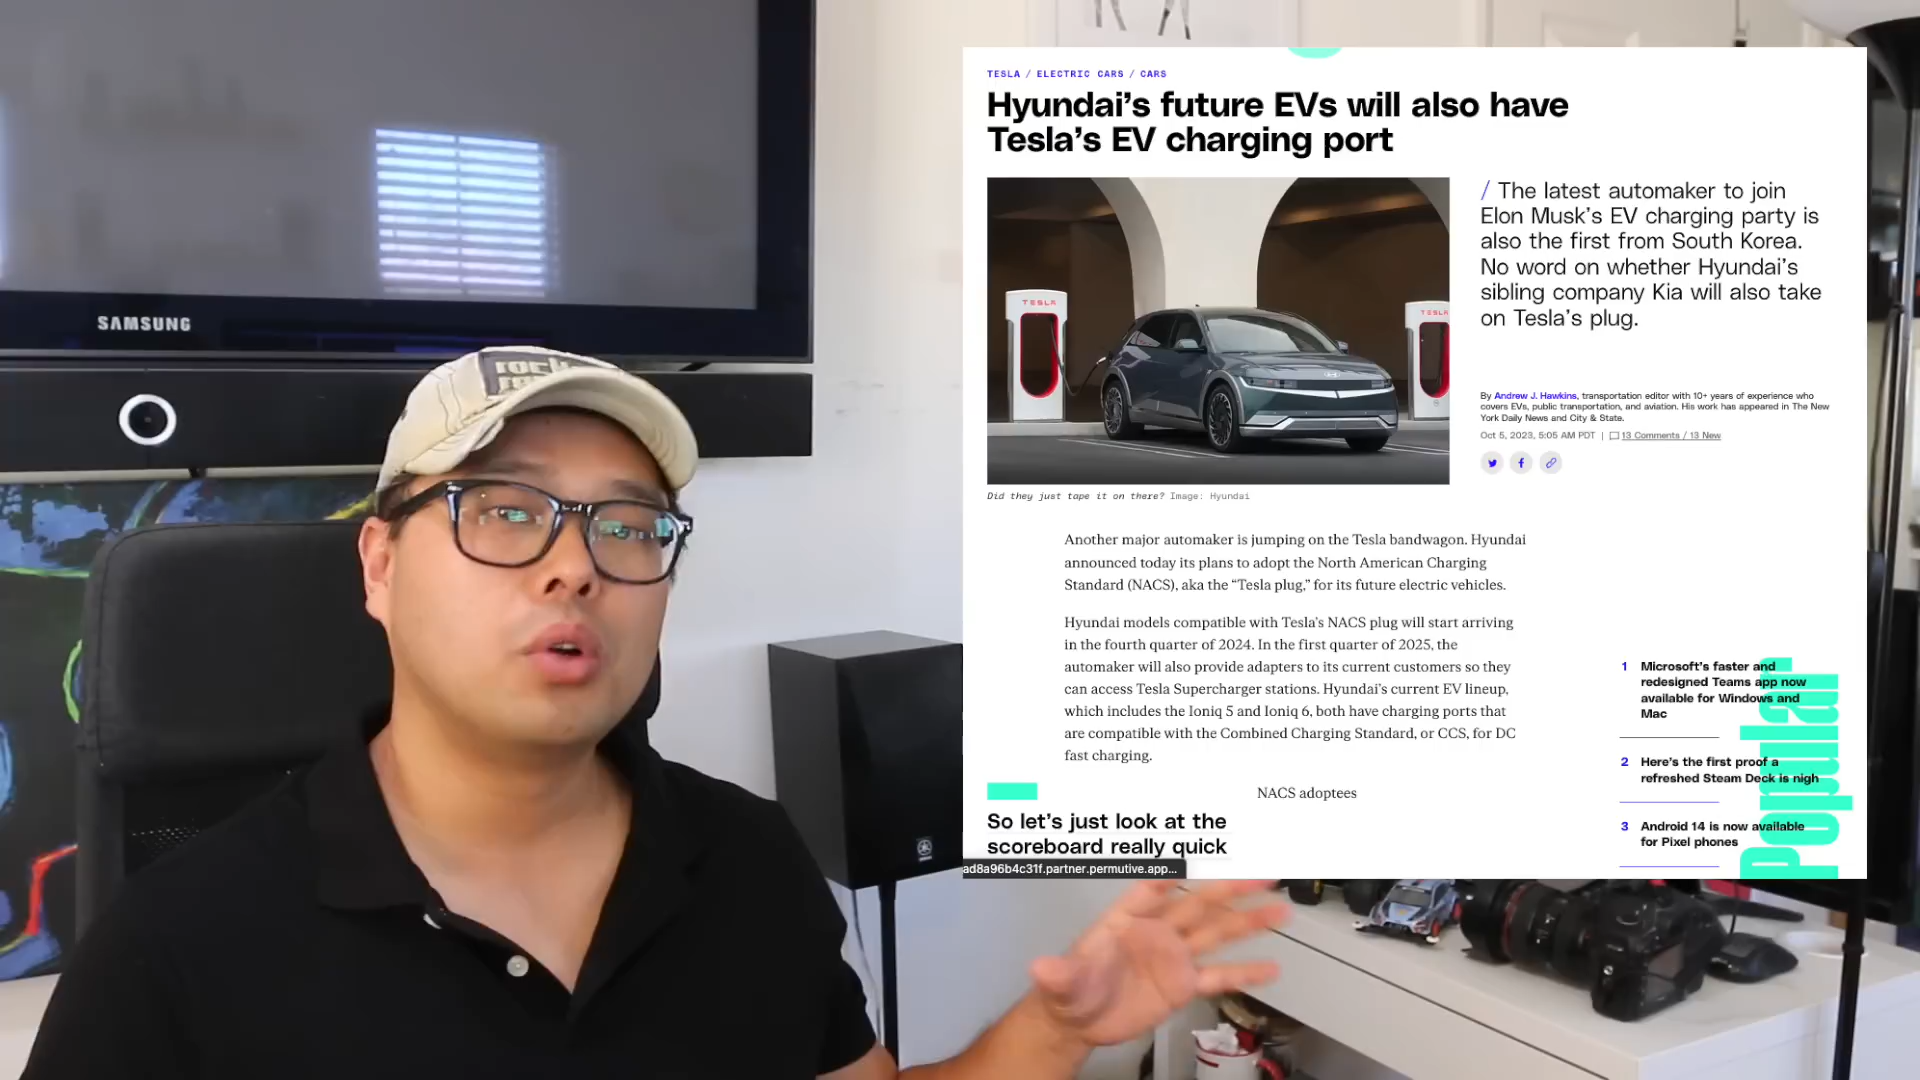 SAMSUNG
TESLA / ELECTRIC CARS / CARS
Hyundai’s future EVs will also have
Tesla’s EV charging port
TESLA
TESLA
/ The latest automaker to join
Elon Musk’s EV charging party is
also the first from South Korea.
No word on whether Hyundai’s
sibling company Kia will also take
on Tesla’s plug.
By Andrew J. Hawkins, transportation editor with 10+ years of experience who
covers EVs, public transportation, and aviation. His work has appeared in The New
York Daily News and City & State.
Oct 5, 2023, 5:05 AM PDT | 13 Comments / 13 New
Did they just tape it on there? Image: Hyundai
Another major automaker is jumping on the Tesla bandwagon. Hyundai
announced today its plans to adopt the North American Charging
Standard (NACS), aka the “Tesla plug,” for its future electric vehicles.
Hyundai models compatible with Tesla’s NACS plug will start arriving
in the fourth quarter of 2024. In the first quarter of 2025, the
automaker will also provide adapters to its current customers so they
can access Tesla Supercharger stations. Hyundai’s current EV lineup,
which includes the Ioniq 5 and Ioniq 6, both have charging ports that
are compatible with the Combined Charging Standard, or CCS, for DC
fast charging.
NACS adoptees
So let’s just look at the
scoreboard really quick
ad8a96b4c31f.partner.permutive.app...
Popular
1 Microsoft’s faster and
redesigned Teams app now
available for Windows and
Mac
2 Here’s the first proof a
refreshed Steam Deck is nigh
3 Android 14 is now available
for Pixel phones
YAMAHA